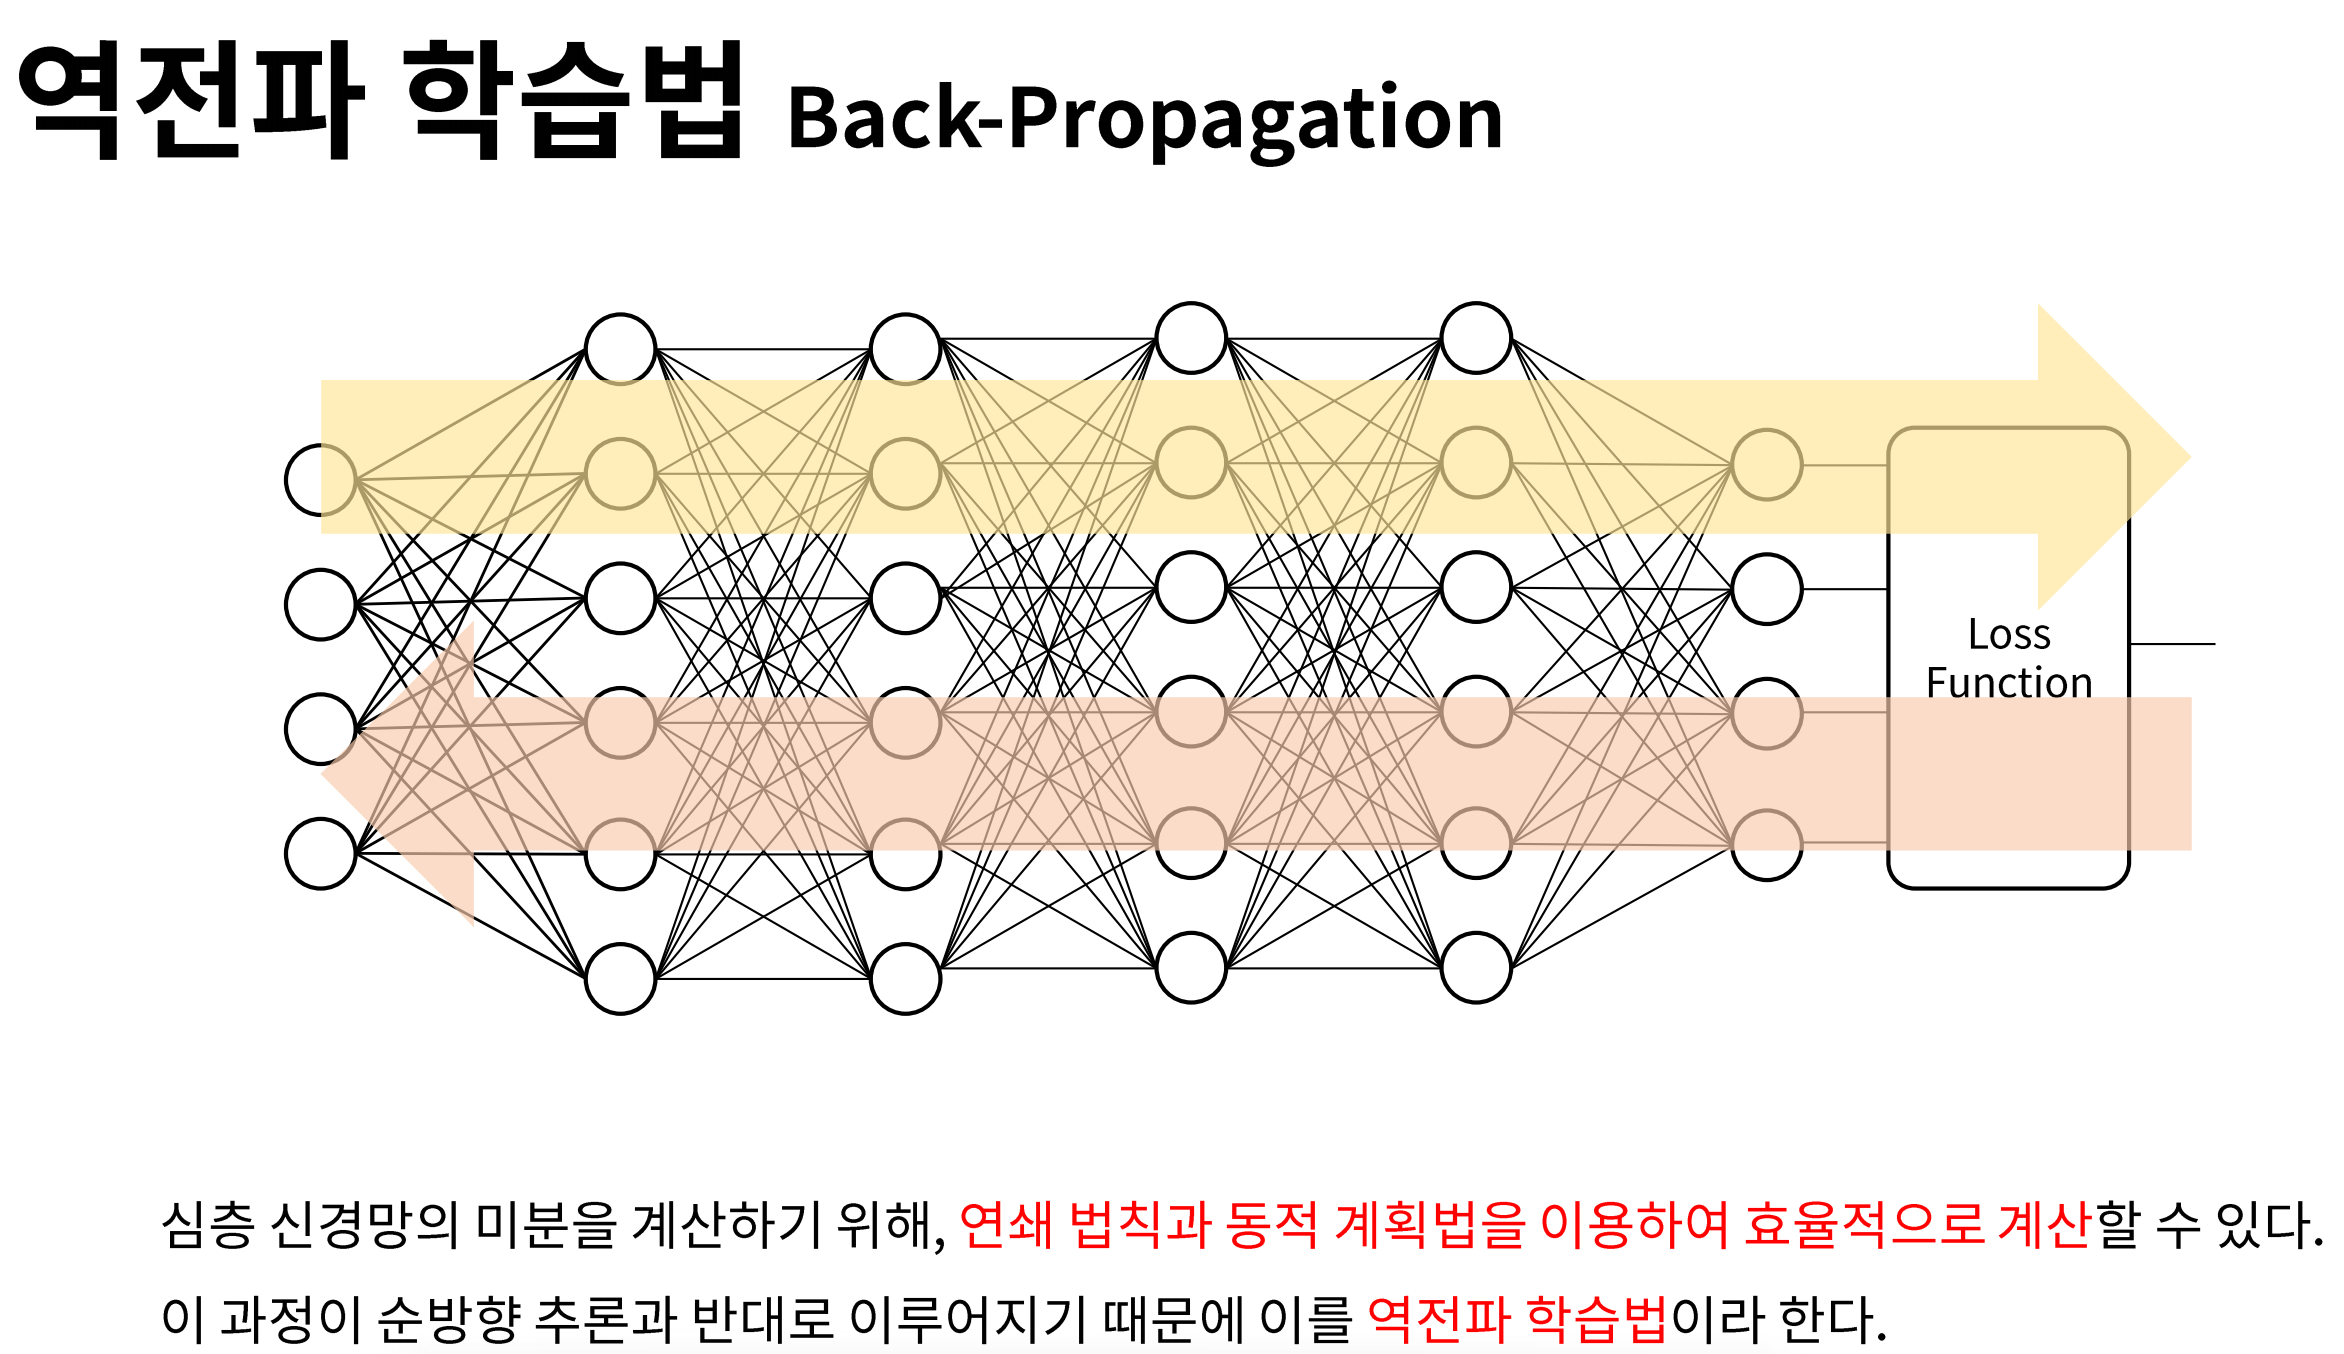 역전파 학습법 Back-Propagation
Loss
Function
심층 신경망의 미분을 계산하기 위해, 연쇄 법칙과 동적 계획법을 이용하여 효율적으로 계산할 수 있다.
이 과정이 순방향 추론과 반대로 이루어지기 때문에 이를 역전파 학습법이라 한다.